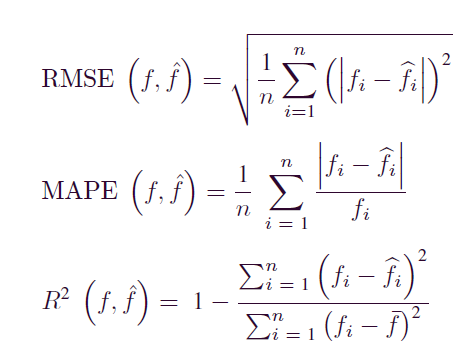 RMSE (f, f̂) = √(1/n ∑_{i=1}^{n} (|f_i − f̂_i|)²)
MAPE (f, f̂) = 1/n ∑_{i = 1}^{n} |f_i − f̂_i| / f_i
R² (f, f̂) = 1 − ∑_{i = 1}^{n} (f_i − f̂_i)² / ∑_{i = 1}^{n} (f_i − f̄)²